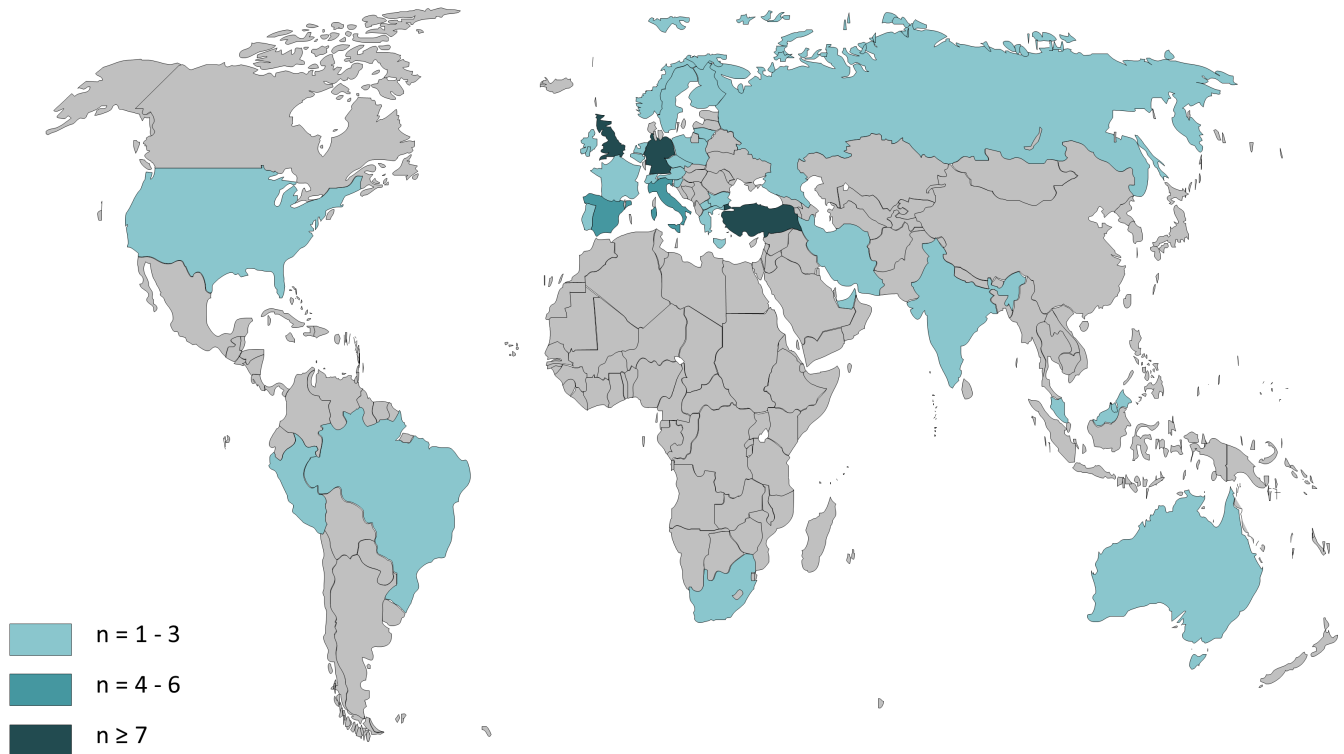 n = 1 - 3
n = 4 - 6
n ≥ 7